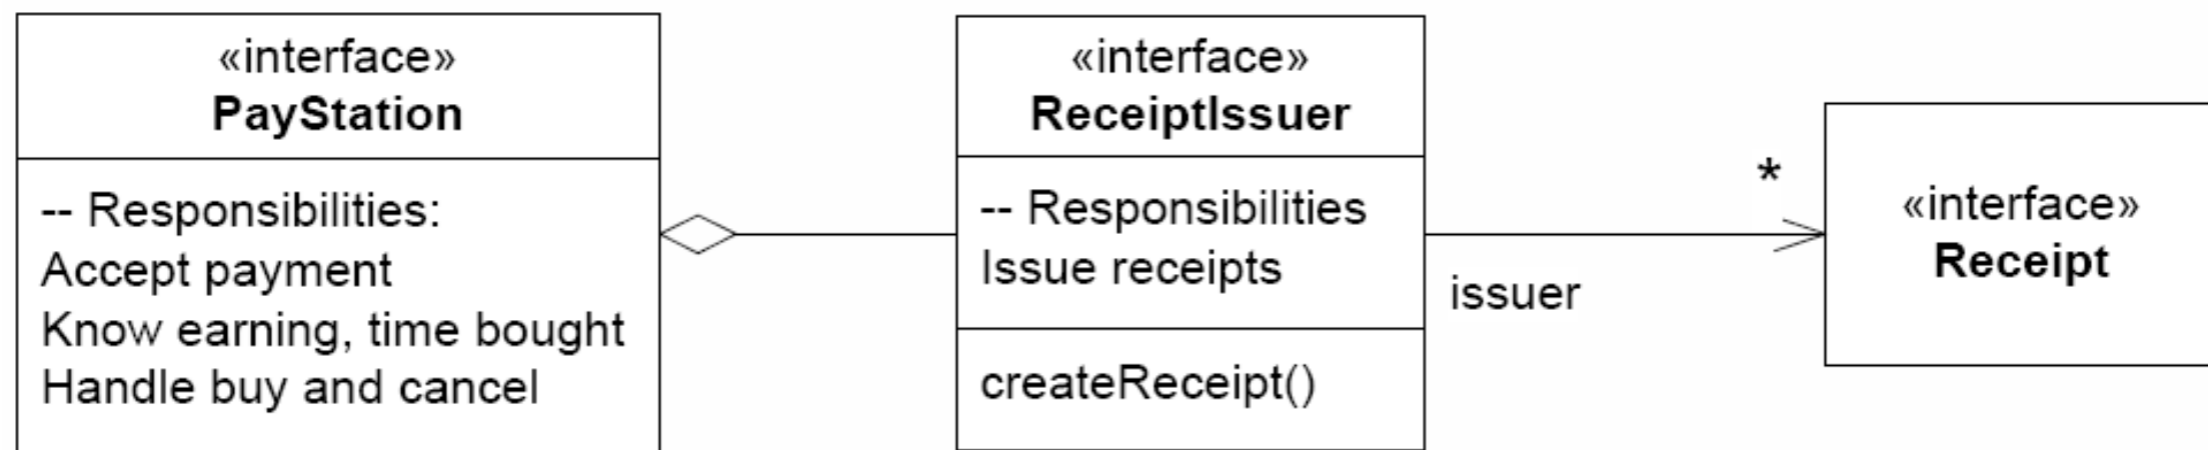 «interface»
PayStation
-- Responsibilities:
Accept payment
Know earning, time bought
Handle buy and cancel
«interface»
ReceiptIssuer
-- Responsibilities
Issue receipts
createReceipt()
issuer
*
«interface»
Receipt